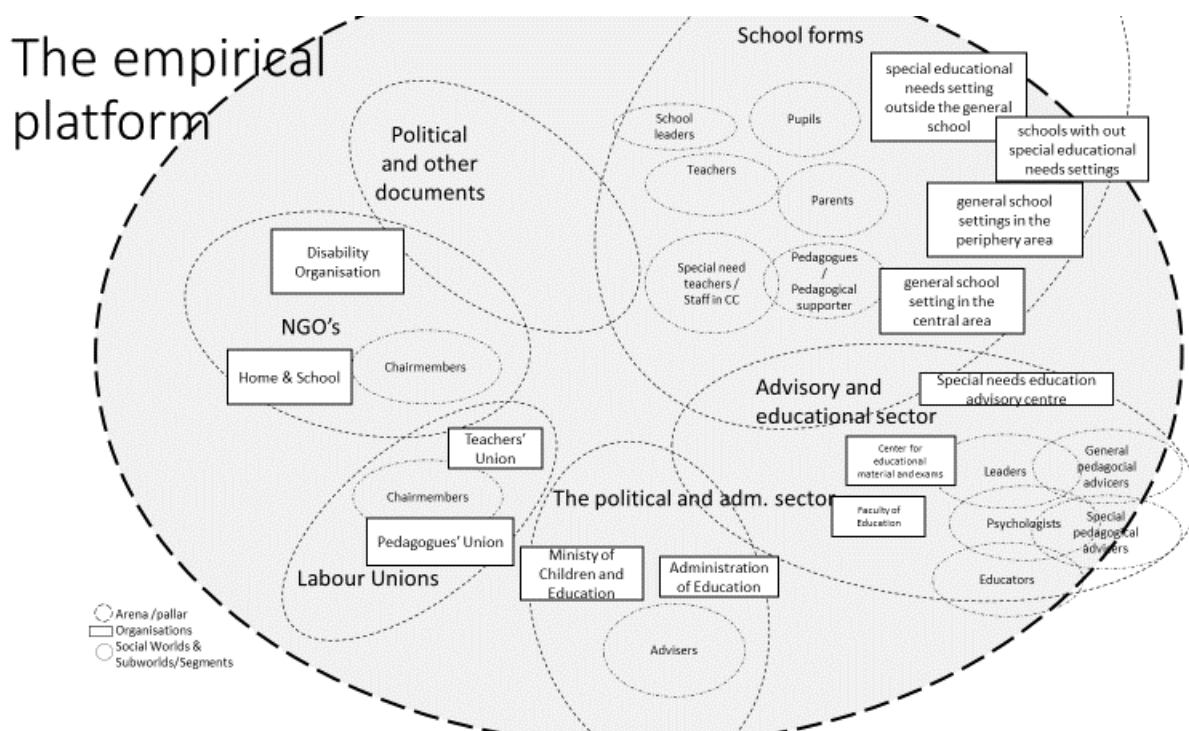 The empirical
platform
School forms
special educational
needs setting
outside the general
school
schools with out
special educational
needs settings
general school
settings in the
periphery area
general school
setting in the
central area
School
leaders
Pupils
Teachers
Parents
Special need
teachers /
Staff in CC
Pedagogues
/
Pedagogical
supporter
Political
and other
documents
Disability
Organisation
NGO's
Home & School
Chairmembers
Teachers'
Union
Chairmembers
Pedagogues' Union
Labour Unions
Advisory and
educational sector
Special needs education
advisory centre
Center for
educational
material and exams
Faculty of
Education
Leaders
General
pedagocial
advicers
Psychologists
Special
pedagogical
advisers
Educators
The political and adm. sector
Ministy of
Children and
Education
Administration
of Education
Advisers
Arena /pallar
Organisations
Social Worlds &
Subworlds/Segments